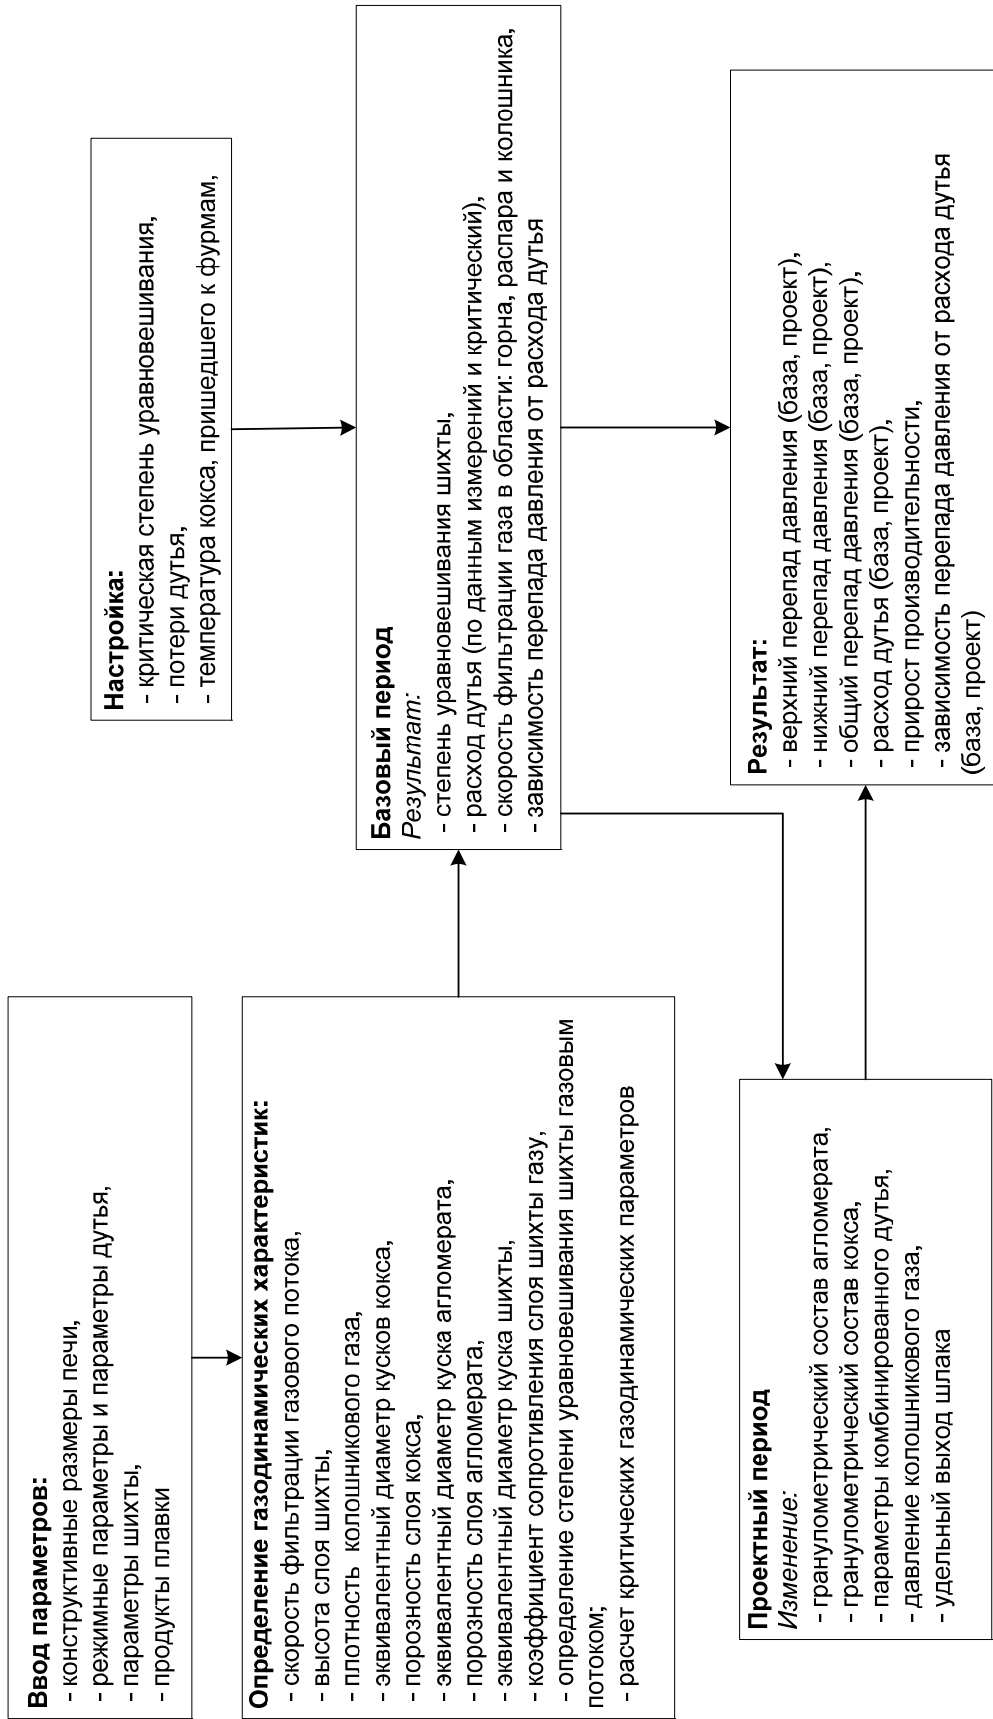 Ввод параметров:
- конструктивные размеры печи,
- режимные параметры и параметры дутья,
- параметры шихты,
- продукты плавки
Определение газодинамических характеристик:
- скорость фильтрации газового потока,
- высота слоя шихты,
- плотность колошникового газа,
- эквивалентный диаметр кусков кокса,
- порозность слоя кокса,
- эквивалентный диаметр куска агломерата,
- порозность слоя агломерата,
- эквивалентный диаметр куска шихты,
- коэффициент сопротивления слоя шихты газу,
- определение степени уравновешивания шихты газовым
потоком;
- расчет критических газодинамических параметров
Настройка:
- критическая степень уравновешивания,
- потери дутья,
- температура кокса, пришедшего к фурмам,
Базовый период
Результат:
- степень уравновешивания шихты,
- расход дутья (по данным измерений и критический),
- скорость фильтрации газа в области: горна, распара и колошника,
- зависимость перепада давления от расхода дутья
Проектный период
Изменение:
- гранулометрический состав агломерата,
- гранулометрический состав кокса,
- параметры комбинированного дутья,
- давление колошникового газа,
- удельный выход шлака
Результат:
- верхний перепад давления (база, проект),
- нижний перепад давления (база, проект),
- общий перепад давления (база, проект),
- расход дутья (база, проект),
- прирост производительности,
- зависимость перепада давления от расхода дутья
(база, проект)